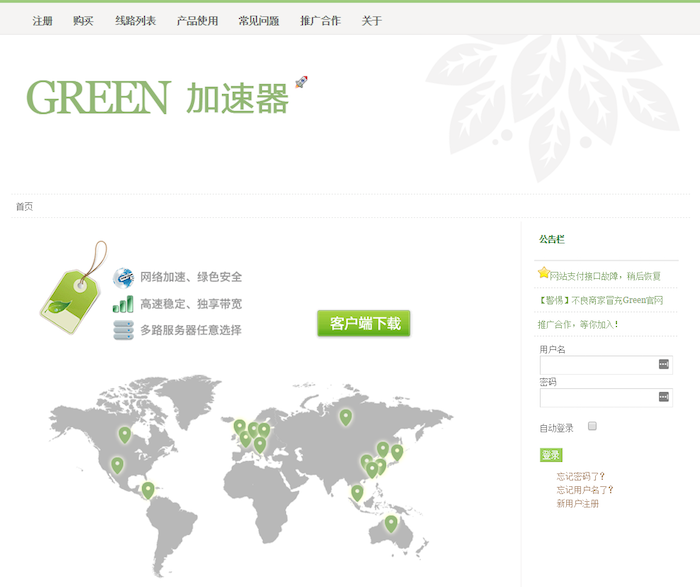 注册 购买 线路列表 产品使用 常见问题 推广合作 关于
GREEN 加速器
首页
网络加速、绿色安全
高速稳定、独享带宽
多路服务器任意选择
客户端下载
公告栏
网站支付接口故障，稍后恢复
【警惕】不良商家冒充Green官网
推广合作，等你加入！
用户名
密码
自动登录
登录
忘记密码了？
忘记用户名了？
新用户注册